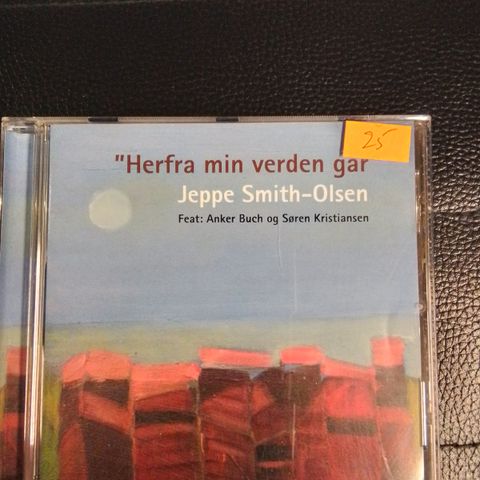 "Herfra min verden går
25
Jeppe Smith-Olsen
Feat: Anker Buch og Søren Kristiansen